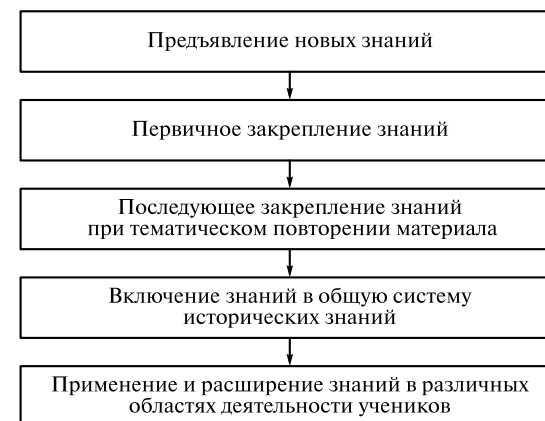 Предъявление новых знаний
Первичное закрепление знаний
Последующее закрепление знаний
при тематическом повторении материала
Включение знаний в общую систему
исторических знаний
Применение и расширение знаний в различных
областях деятельности учеников